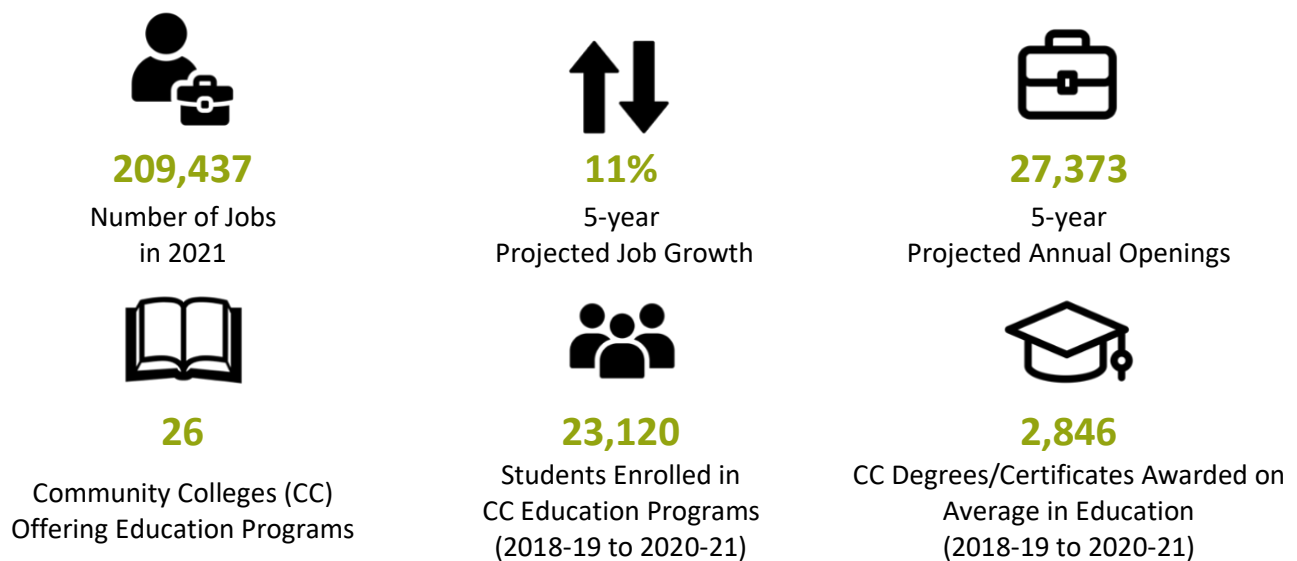 209,437
Number of Jobs
in 2021
11%
5-year
Projected Job Growth
27,373
5-year
Projected Annual Openings
26
Community Colleges (CC)
Offering Education Programs
23,120
Students Enrolled in
CC Education Programs
(2018-19 to 2020-21)
2,846
CC Degrees/Certificates Awarded on
Average in Education
(2018-19 to 2020-21)